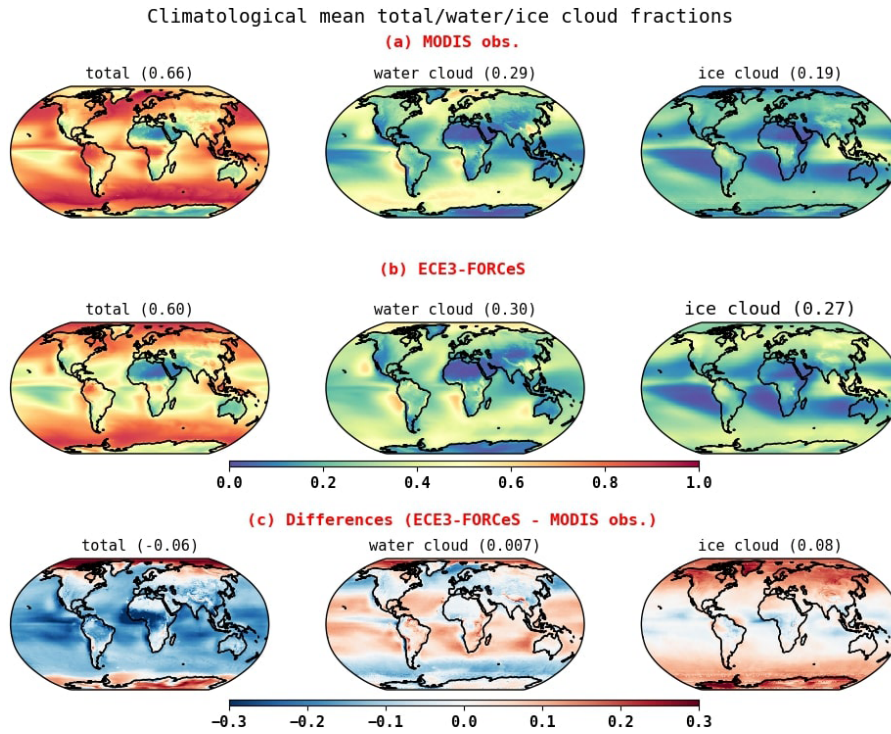 Climatological mean total/water/ice cloud fractions
(a) MODIS obs.
total (0.66)
water cloud (0.29)
ice cloud (0.19)
(b) ECE3-FORCeS
total (0.60)
water cloud (0.30)
ice cloud (0.27)
0.0 0.2 0.4 0.6 0.8 1.0
(c) Differences (ECE3-FORCeS - MODIS obs.)
total (-0.06)
water cloud (0.007)
ice cloud (0.08)
−0.3 −0.2 −0.1 0.0 0.1 0.2 0.3